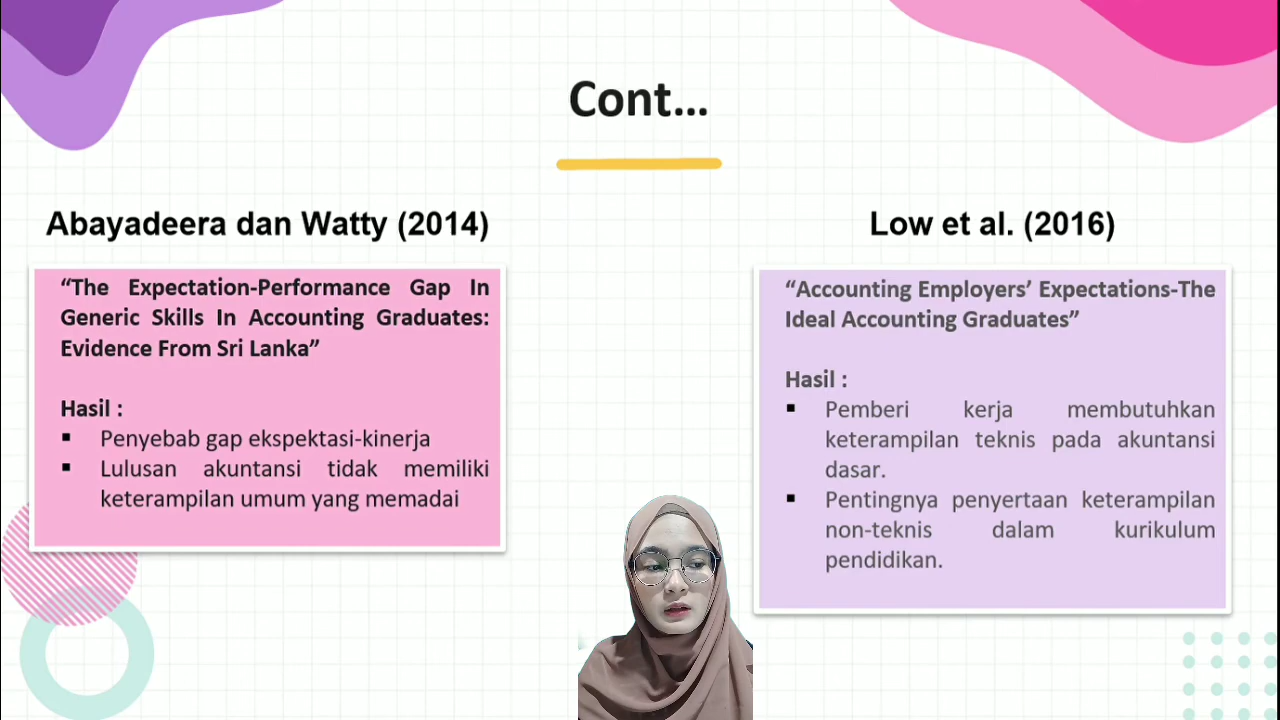 Cont...
Abayadeera dan Watty (2014)
“The Expectation-Performance Gap In
Generic Skills In Accounting Graduates:
Evidence From Sri Lanka”
Hasil :
▪ Penyebab gap ekspektasi-kinerja
▪ Lulusan akuntansi tidak memiliki
keterampilan umum yang memadai
Low et al. (2016)
“Accounting Employers’ Expectations-The
Ideal Accounting Graduates”
Hasil :
▪ Pemberi kerja membutuhkan
keterampilan teknis pada akuntansi
dasar.
▪ Pentingnya penyertaan keterampilan
non-teknis dalam kurikulum
pendidikan.